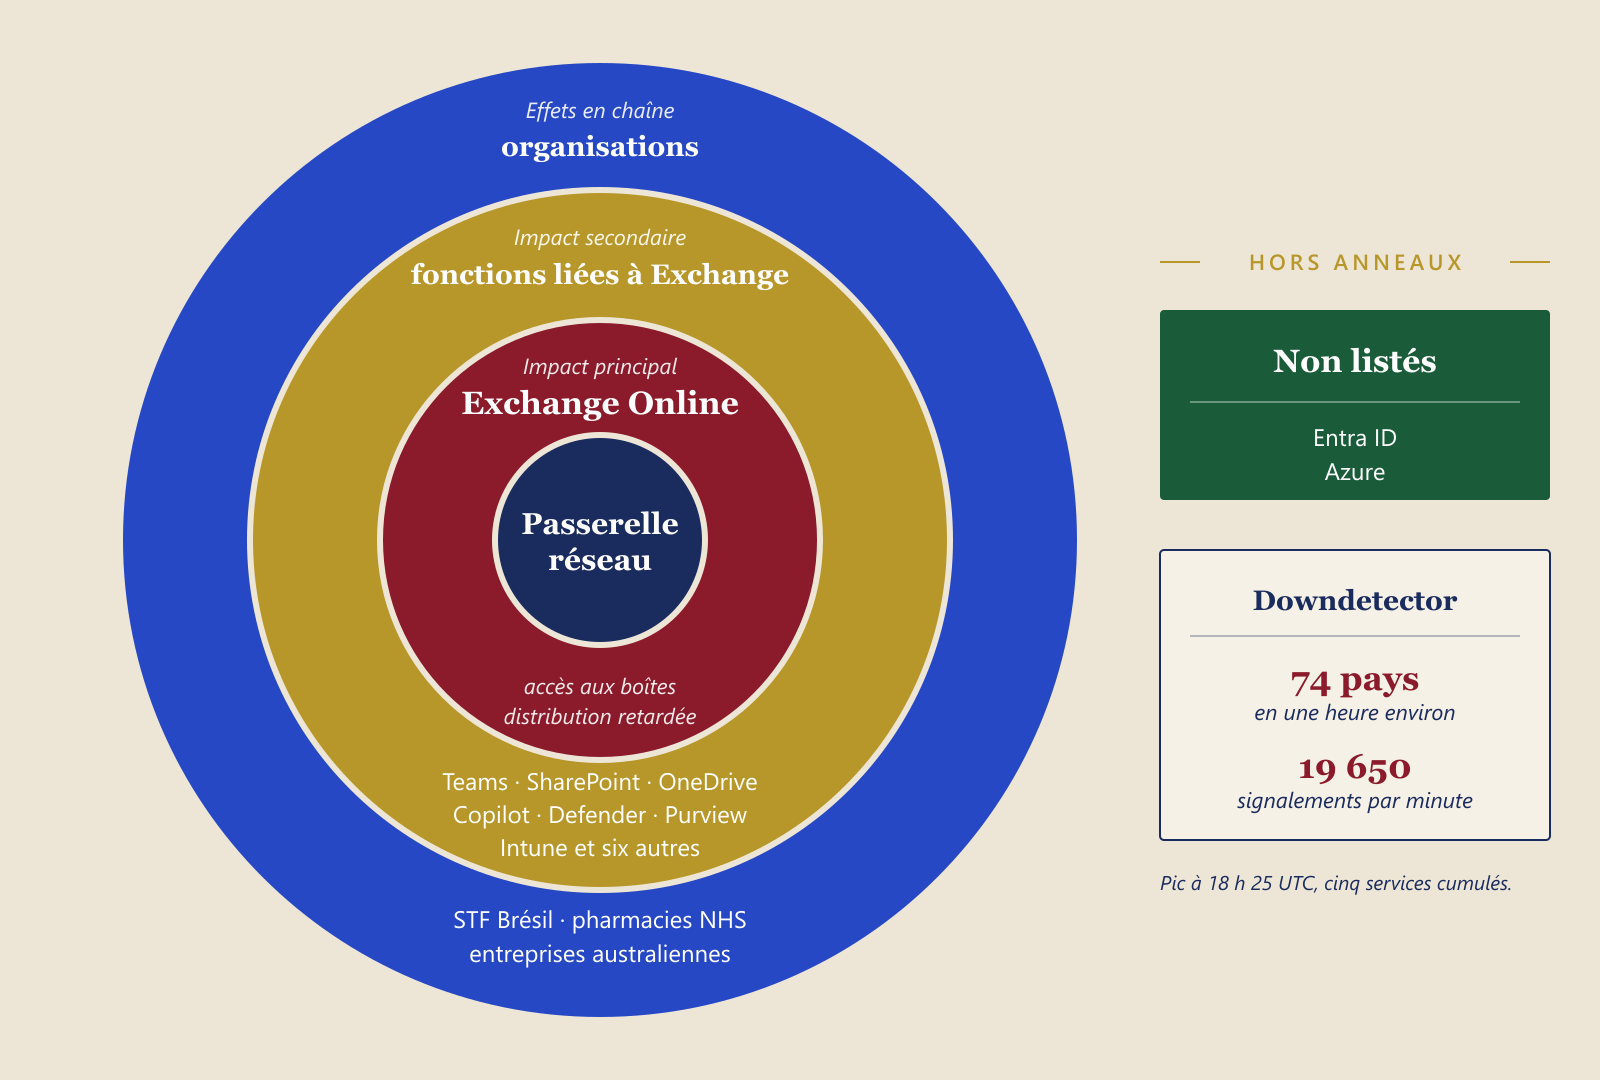 Effets en chaîne
organisations
Impact secondaire
fonctions liées à Exchange
Impact principal
Exchange Online
Passerelle
réseau
accès aux boîtes
distribution retardée
Teams · SharePoint · OneDrive
Copilot · Defender · Purview
Intune et six autres
STF Brésil · pharmacies NHS
entreprises australiennes
HORS ANNEAUX
Non listés
Entra ID
Azure
Downdetector
74 pays
en une heure environ
19 650
signalements par minute
Pic à 18 h 25 UTC, cinq services cumulés.